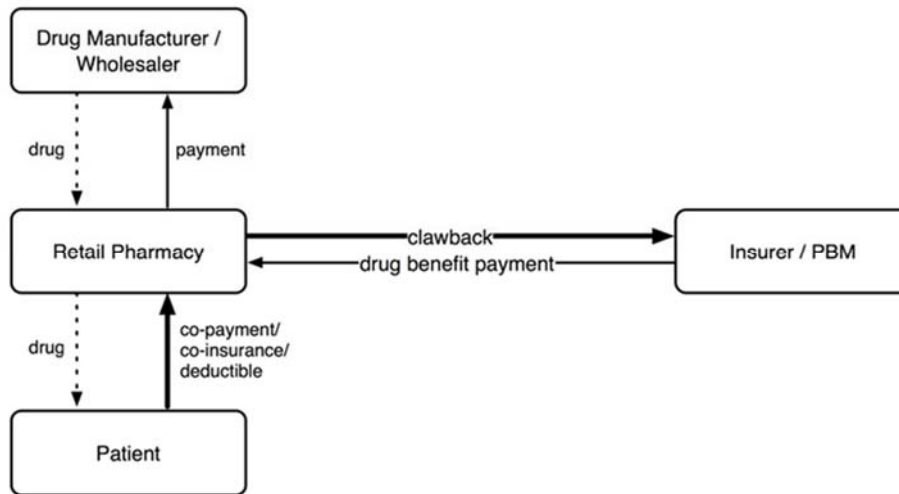 Drug Manufacturer /
Wholesaler
drug
payment
Retail Pharmacy
clawback
drug benefit payment
Insurer / PBM
drug
co-payment/
co-insurance/
deductible
Patient